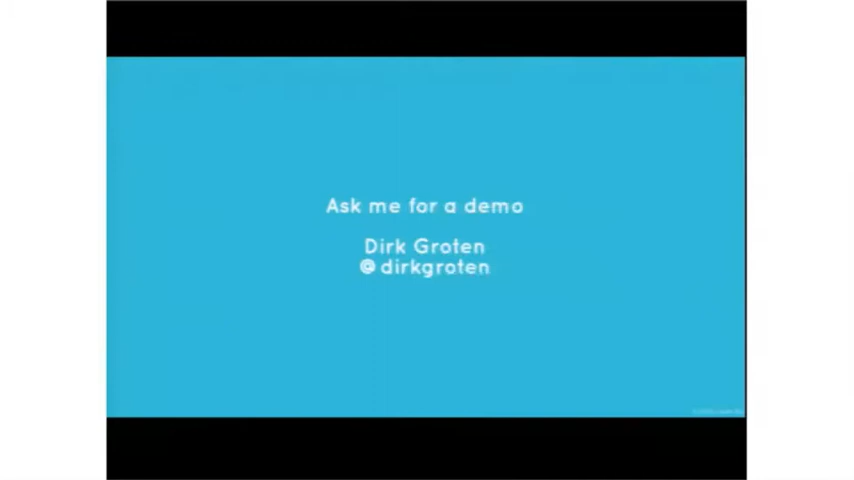 Ask me for a demo
Dirk Groten
@dirkgroten